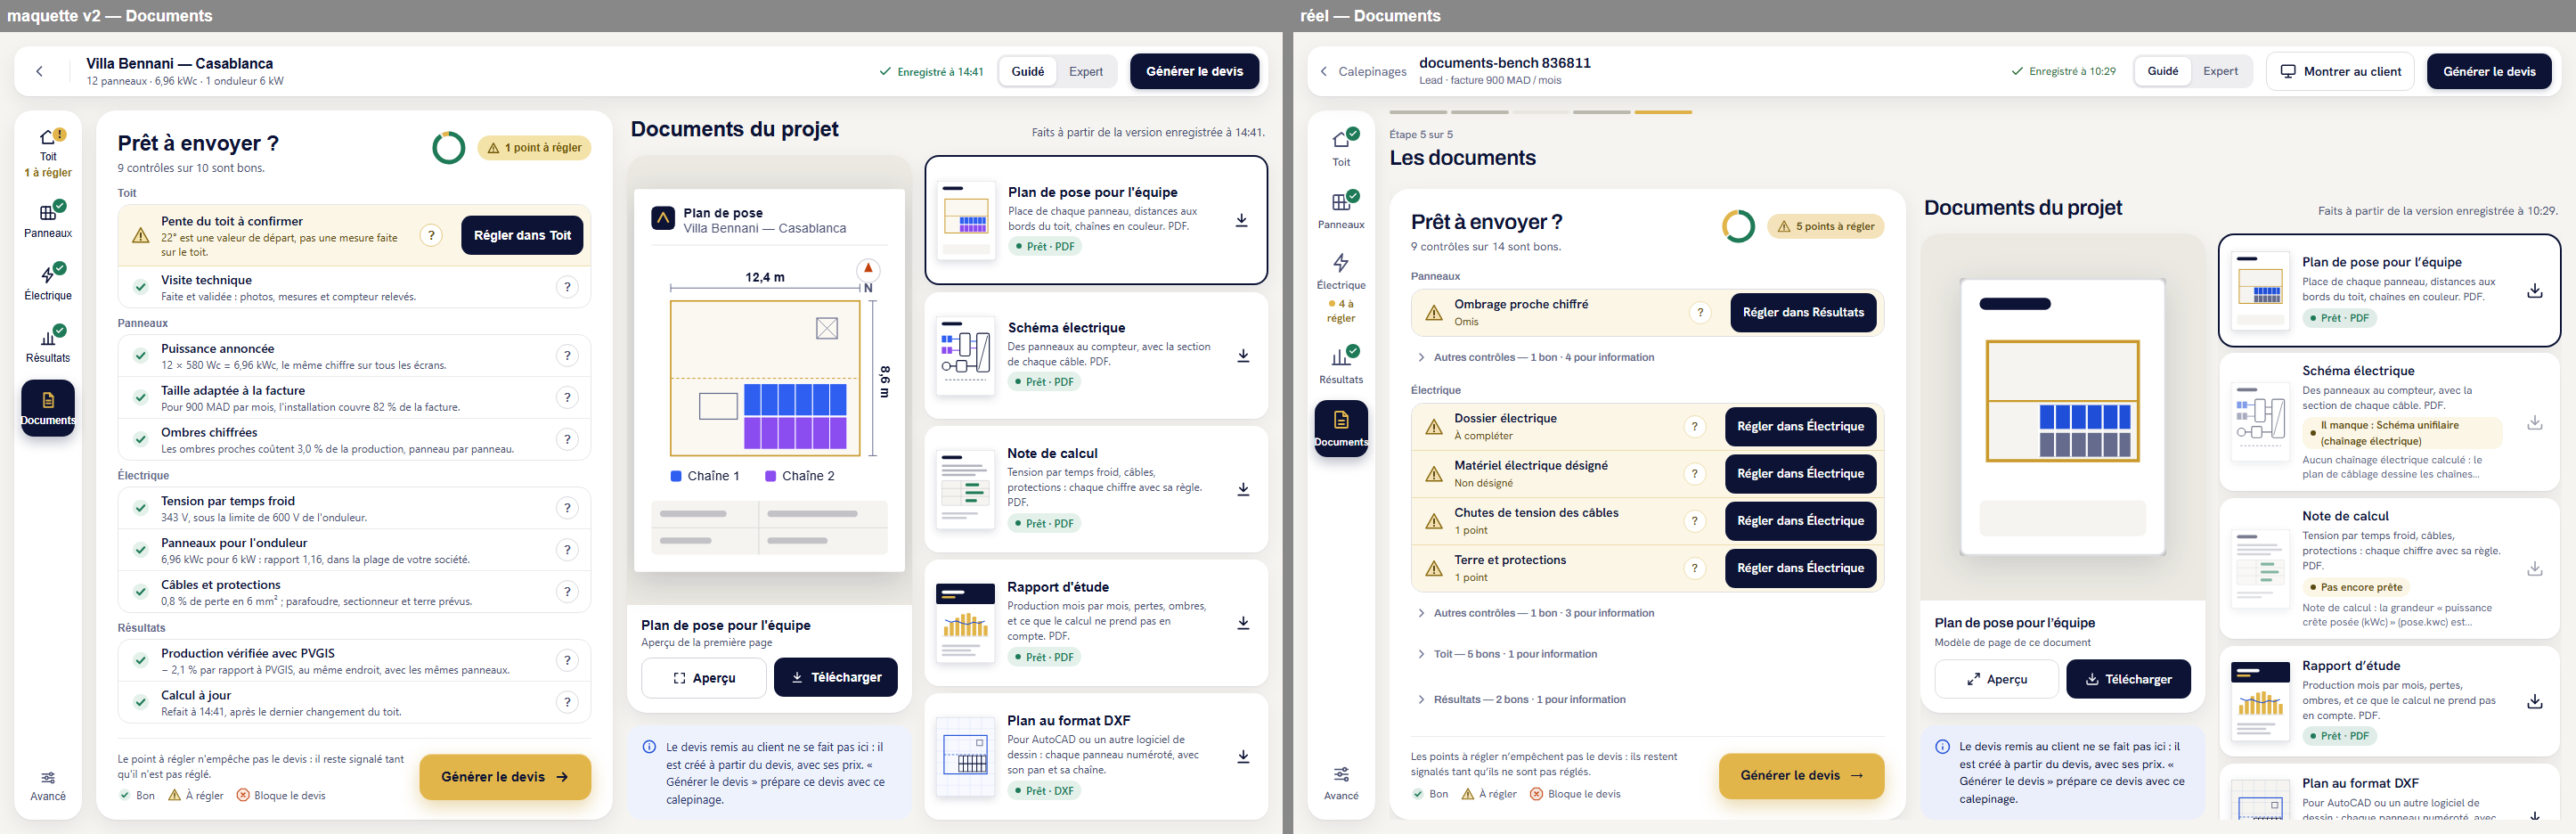 maquette v2 — Documents
Villa Bennani — Casablanca
12 panneaux · 6,96 kWc · 1 onduleur 6 kW
Enregistré à 14:41
Guidé
Expert
Générer le devis
Toit
1 à régler
Panneaux
Électrique
Résultats
Documents
Avancé
Prêt à envoyer ?
9 contrôles sur 10 sont bons.
1 point à régler
Toit
Pente du toit à confirmer
22° est une valeur de départ, pas une mesure faite
sur le toit.
?
Régler dans Toit
Visite technique
Faite et validée : photos, mesures et compteur relevés.
?
Panneaux
Puissance annoncée
12 × 580 Wc = 6,96 kWc, le même chiffre sur tous les écrans.
?
Taille adaptée à la facture
Pour 900 MAD par mois, l'installation couvre 82 % de la facture.
?
Ombres chiffrées
Les ombres proches coûtent 3,0 % de la production, panneau par panneau.
?
Électrique
Tension par temps froid
343 V, sous la limite de 600 V de l'onduleur.
?
Panneaux pour l'onduleur
6,96 kWc pour 6 kW : rapport 1,16, dans la plage de votre société.
?
Câbles et protections
0,8 % de perte en 6 mm² ; parafoudre, sectionneur et terre prévus.
?
Résultats
Production vérifiée avec PVGIS
− 2,1 % par rapport à PVGIS, au même endroit, avec les mêmes panneaux.
?
Calcul à jour
Refait à 14:41, après le dernier changement du toit.
?
Le point à régler n'empêche pas le devis : il reste signalé tant
qu'il n'est pas réglé.
Bon
À régler
Bloque le devis
Générer le devis →
Documents du projet
Faits à partir de la version enregistrée à 14:41.
Plan de pose
Villa Bennani — Casablanca
12,4 m
N
8,6 m
Chaîne 1
Chaîne 2
Plan de pose pour l'équipe
Aperçu de la première page
Aperçu
Télécharger
Le devis remis au client ne se fait pas ici : il
est créé à partir du devis, avec ses prix. «
Générer le devis » prépare ce devis avec ce
calepinage.
Plan de pose pour l'équipe
Place de chaque panneau, distances aux
bords du toit, chaînes en couleur. PDF.
Prêt · PDF
Schéma électrique
Des panneaux au compteur, avec la section
de chaque câble. PDF.
Prêt · PDF
Note de calcul
Tension par temps froid, câbles,
protections : chaque chiffre avec sa règle.
PDF.
Prêt · PDF
Rapport d'étude
Production mois par mois, pertes, ombres,
et ce que le calcul ne prend pas en
compte. PDF.
Prêt · PDF
Plan au format DXF
Pour AutoCAD ou un autre logiciel de
dessin : chaque panneau numéroté, avec
son pan et sa chaîne.
Prêt · DXF
réel — Documents
Calepinages
documents-bench 836811
Lead · facture 900 MAD / mois
Enregistré à 10:29
Guidé
Expert
Montrer au client
Générer le devis
Toit
Panneaux
Électrique
4 à
régler
Résultats
Documents
Avancé
Étape 5 sur 5
Les documents
Prêt à envoyer ?
9 contrôles sur 14 sont bons.
5 points à régler
Panneaux
Ombrage proche chiffré
Omis
?
Régler dans Résultats
Autres contrôles — 1 bon · 4 pour information
Électrique
Dossier électrique
À compléter
?
Régler dans Électrique
Matériel électrique désigné
Non désigné
?
Régler dans Électrique
Chutes de tension des câbles
1 point
?
Régler dans Électrique
Terre et protections
1 point
?
Régler dans Électrique
Autres contrôles — 1 bon · 3 pour information
Toit — 5 bons · 1 pour information
Résultats — 2 bons · 1 pour information
Les points à régler n’empêchent pas le devis : ils restent
signalés tant qu’ils ne sont pas réglés.
Bon
À régler
Bloque le devis
Générer le devis →
Documents du projet
Faits à partir de la version enregistrée à 10:29.
Plan de pose pour l’équipe
Modèle de page de ce document
Aperçu
Télécharger
Le devis remis au client ne se fait pas ici : il
est créé à partir du devis, avec ses prix. «
Générer le devis » prépare ce devis avec ce
calepinage.
Plan de pose pour l’équipe
Place de chaque panneau, distances aux
bords du toit, chaînes en couleur. PDF.
Prêt · PDF
Schéma électrique
Des panneaux au compteur, avec la
section de chaque câble. PDF.
Il manque : Schéma unifilaire
(chaînage électrique)
Aucun chaînage électrique calculé : le
plan de câblage dessine les chaînes…
Note de calcul
Tension par temps froid, câbles,
protections : chaque chiffre avec sa règle.
PDF.
Pas encore prête
Note de calcul : la grandeur « puissance
crête posée (kWc) » (pose.kwc) est…
Rapport d’étude
Production mois par mois, pertes,
ombres, et ce que le calcul ne prend pas
en compte. PDF.
Prêt · PDF
Plan au format DXF
Pour AutoCAD ou un autre logiciel de
dessin : chaque panneau numéroté, avec